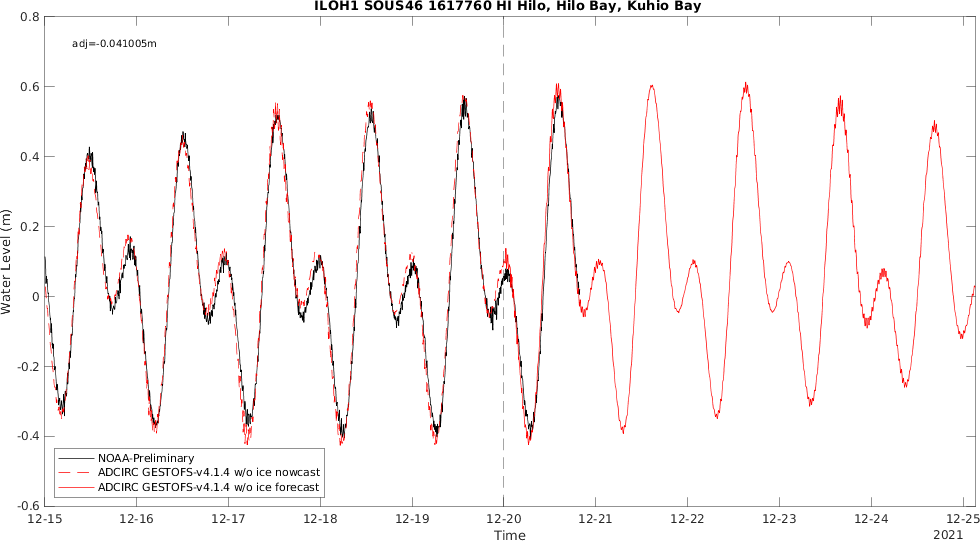 ILOH1 SOUS46 1617760 HI Hilo, Hilo Bay, Kuhio Bay
adj=-0.041005m
0.8
0.6
0.4
0.2
0
-0.2
-0.4
-0.6
Water Level (m)
NOAA-Preliminary
ADCIRC GESTOFS-v4.1.4 w/o ice nowcast
ADCIRC GESTOFS-v4.1.4 w/o ice forecast
12-15 12-16 12-17 12-18 12-19 12-20 12-21 12-22 12-23 12-24 12-25
Time
2021